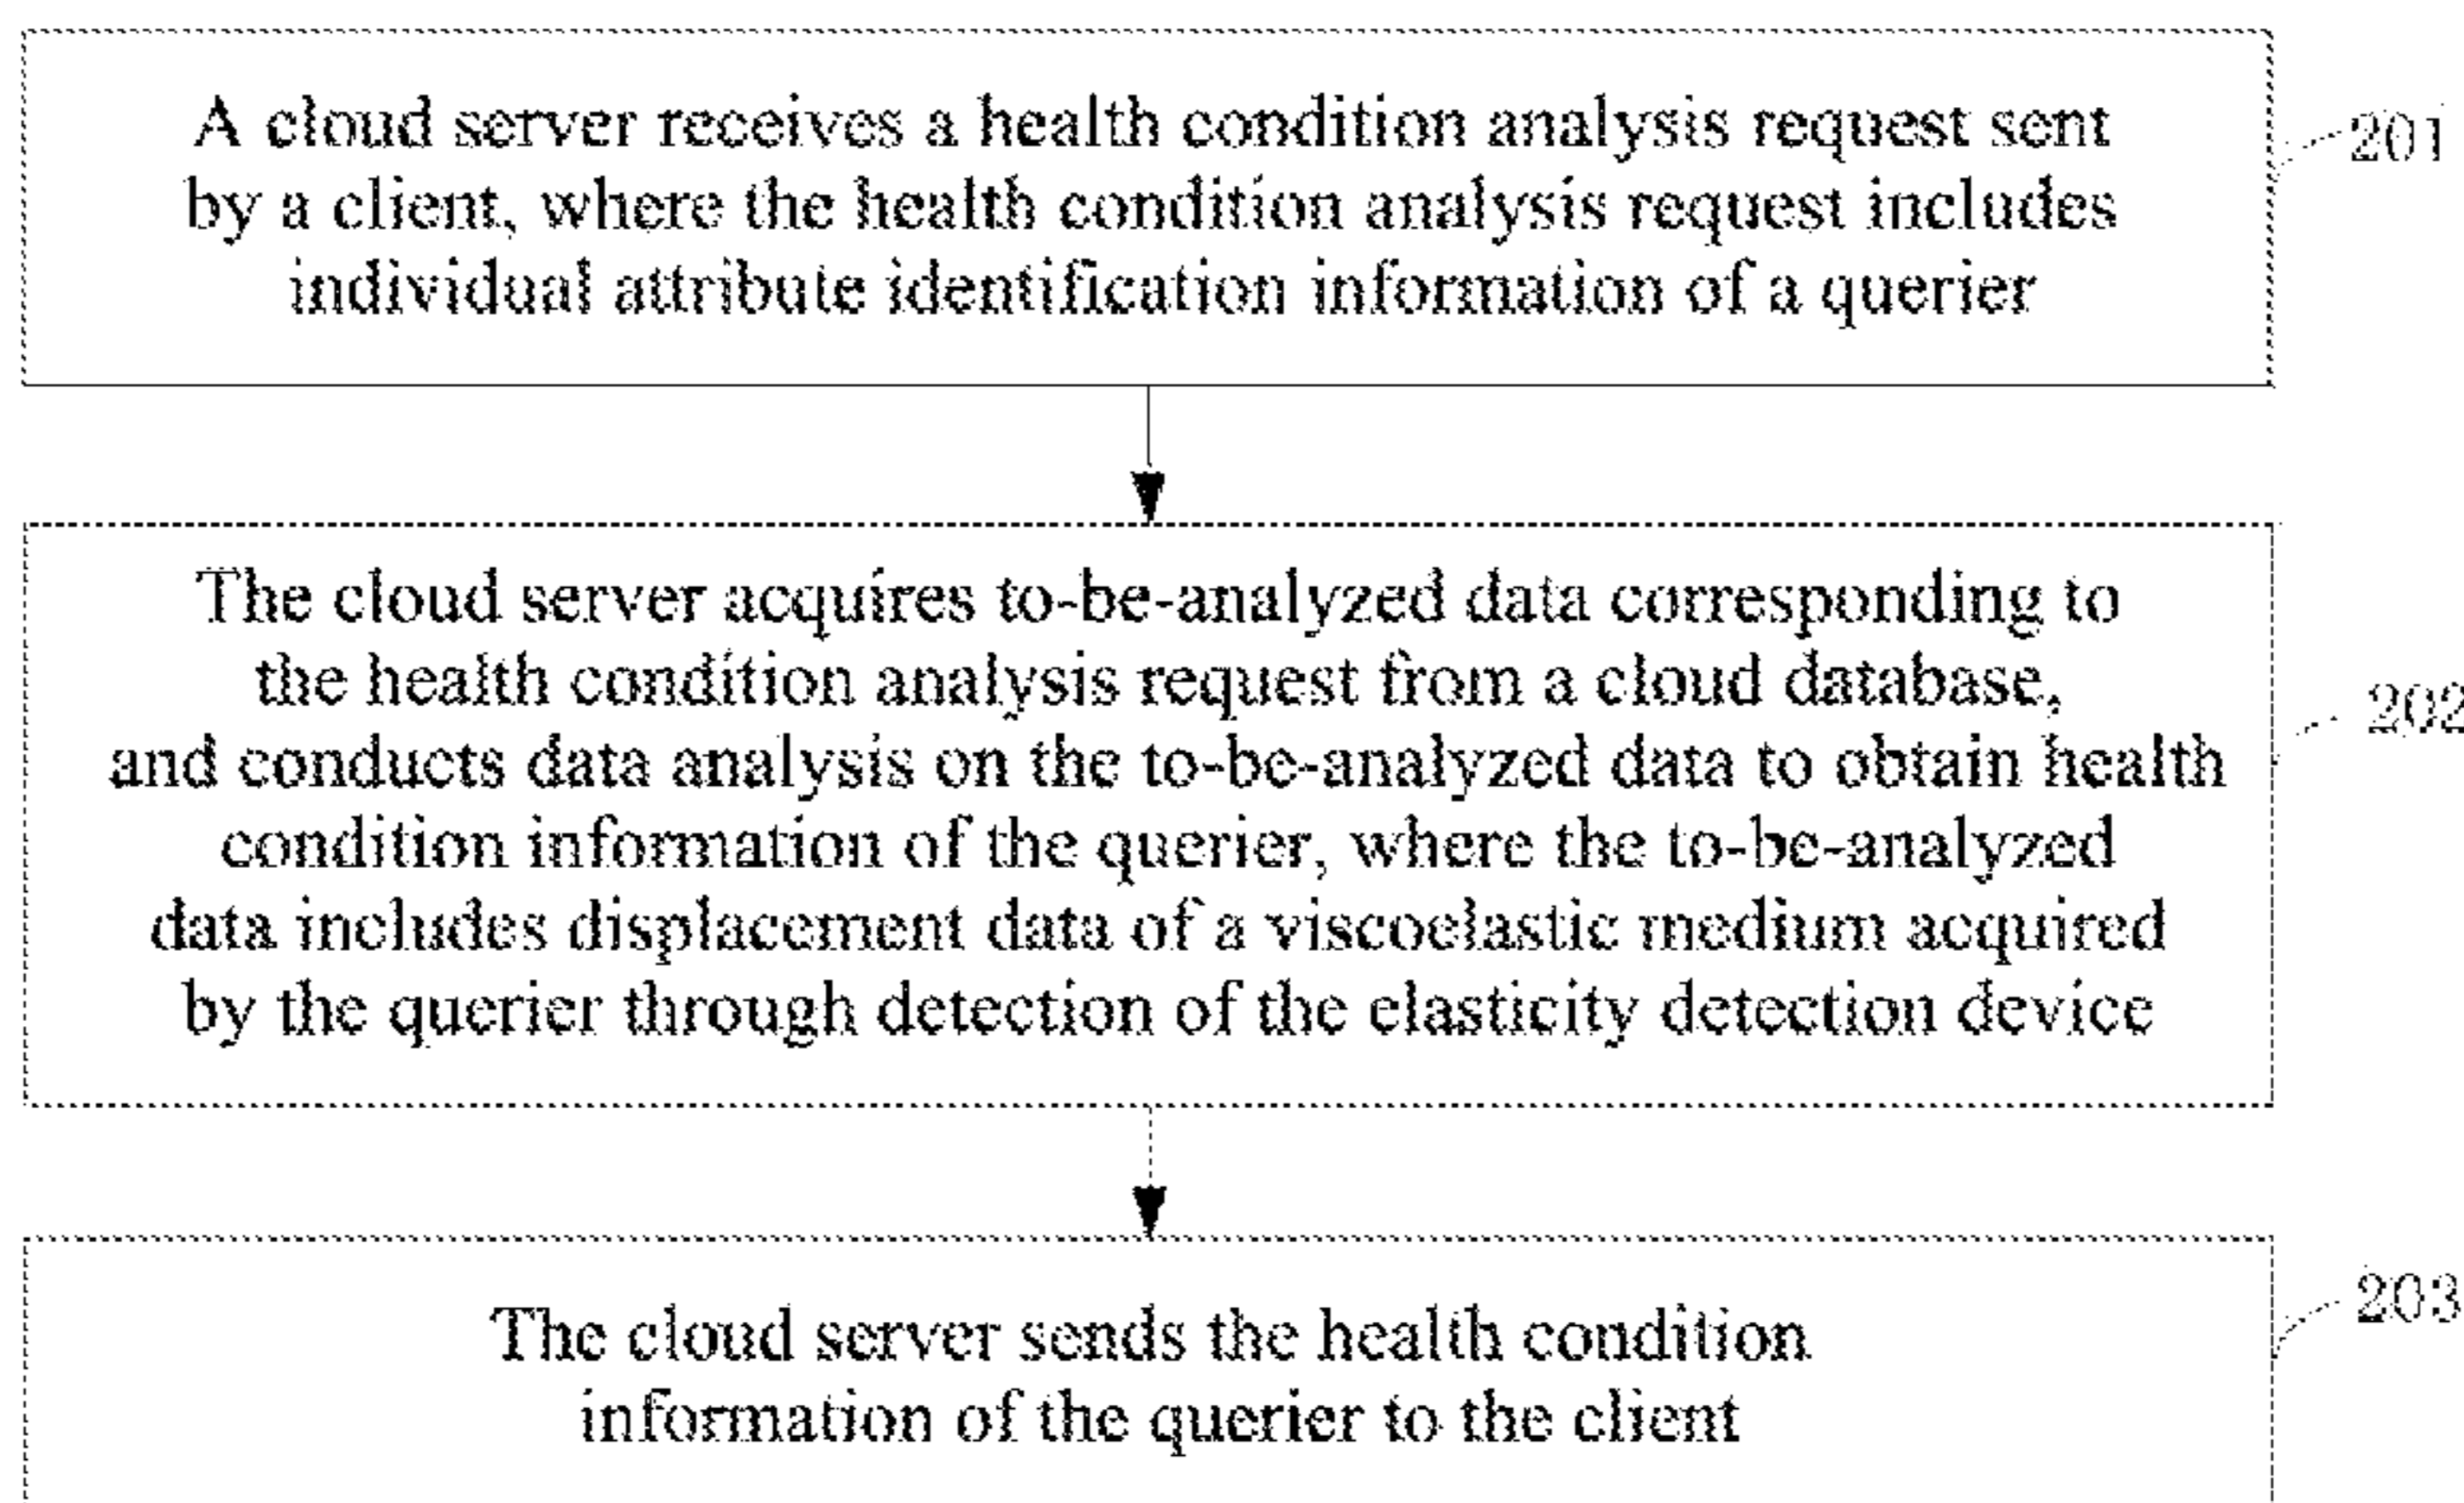 A cloud server receives a health condition analysis request sent
by a client, where the health condition analysis request includes
individual attribute identification information of a querier
201
The cloud server acquires to-be-analyzed data corresponding to
the health condition analysis request from a cloud database,
and conducts data analysis on the to-be-analyzed data to obtain health
condition information of the querier, where the to-be-analyzed
data includes displacement data of a viscoelastic medium acquired
by the querier through detection of the elasticity detection device
202
The cloud server sends the health condition
information of the querier to the client
203